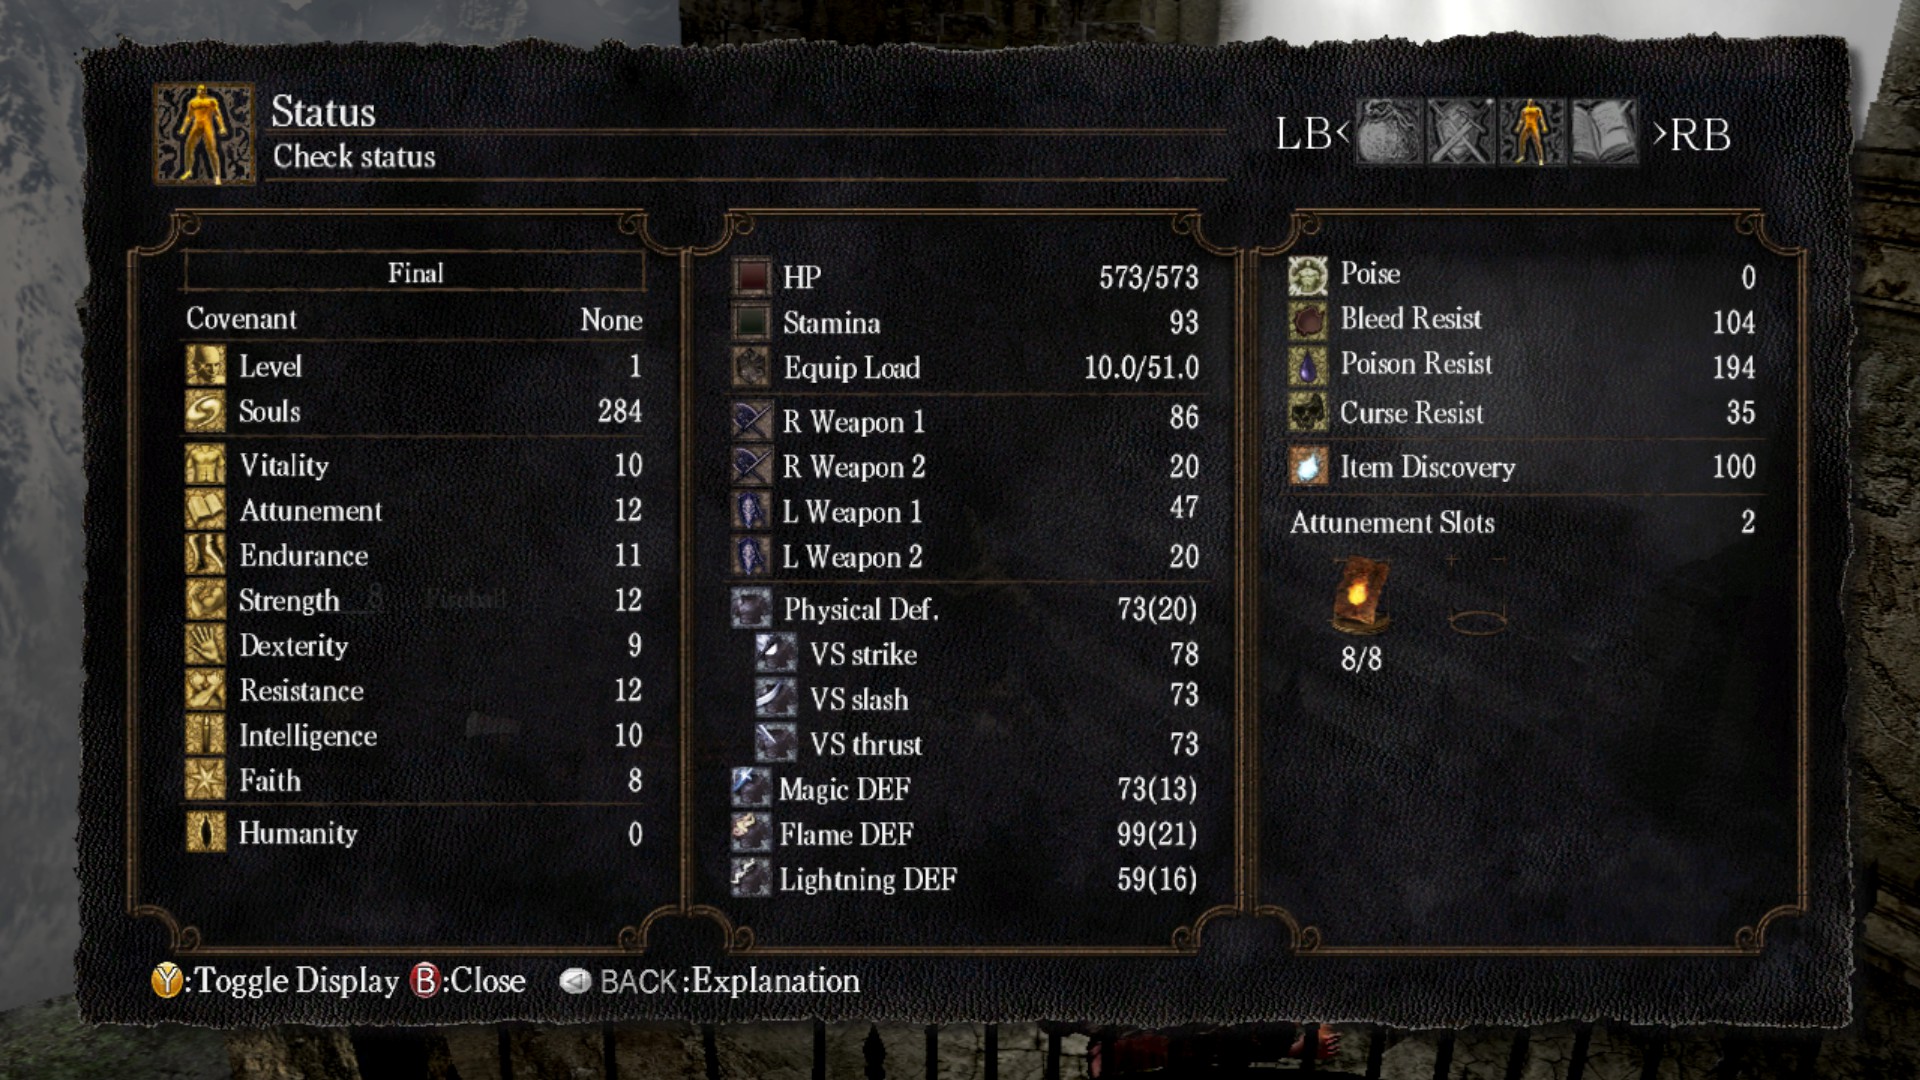 Status
Check status
LB< >RB
Final
Covenant None
Level 1
Souls 284
Vitality 10
Attunement 12
Endurance 11
Strength 12
Dexterity 9
Resistance 12
Intelligence 10
Faith 8
Humanity 0
HP 573/573
Stamina 93
Equip Load 10.0/51.0
R Weapon 1 86
R Weapon 2 20
L Weapon 1 47
L Weapon 2 20
Physical Def. 73(20)
VS strike 78
VS slash 73
VS thrust 73
Magic DEF 73(13)
Flame DEF 99(21)
Lightning DEF 59(16)
Poise 0
Bleed Resist 104
Poison Resist 194
Curse Resist 35
Item Discovery 100
Attunement Slots 2
8/8
Y:Toggle Display B:Close BACK:Explanation